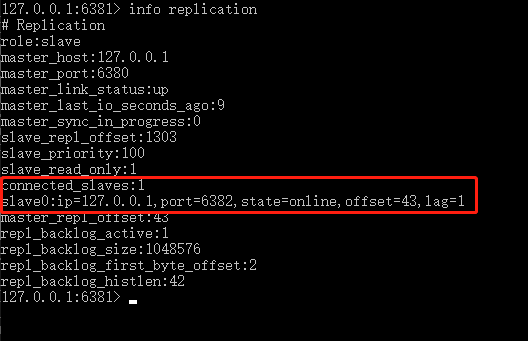 127.0.0.1:6381> info replication
# Replication
role:slave
master_host:127.0.0.1
master_port:6380
master_link_status:up
master_last_io_seconds_ago:9
master_sync_in_progress:0
slave_repl_offset:1303
slave_priority:100
slave_read_only:1
connected_slaves:1
slave0:ip=127.0.0.1,port=6382,state=online,offset=43,lag=1
master_repl_offset:43
repl_backlog_active:1
repl_backlog_size:1048576
repl_backlog_first_byte_offset:2
repl_backlog_histlen:42
127.0.0.1:6381>